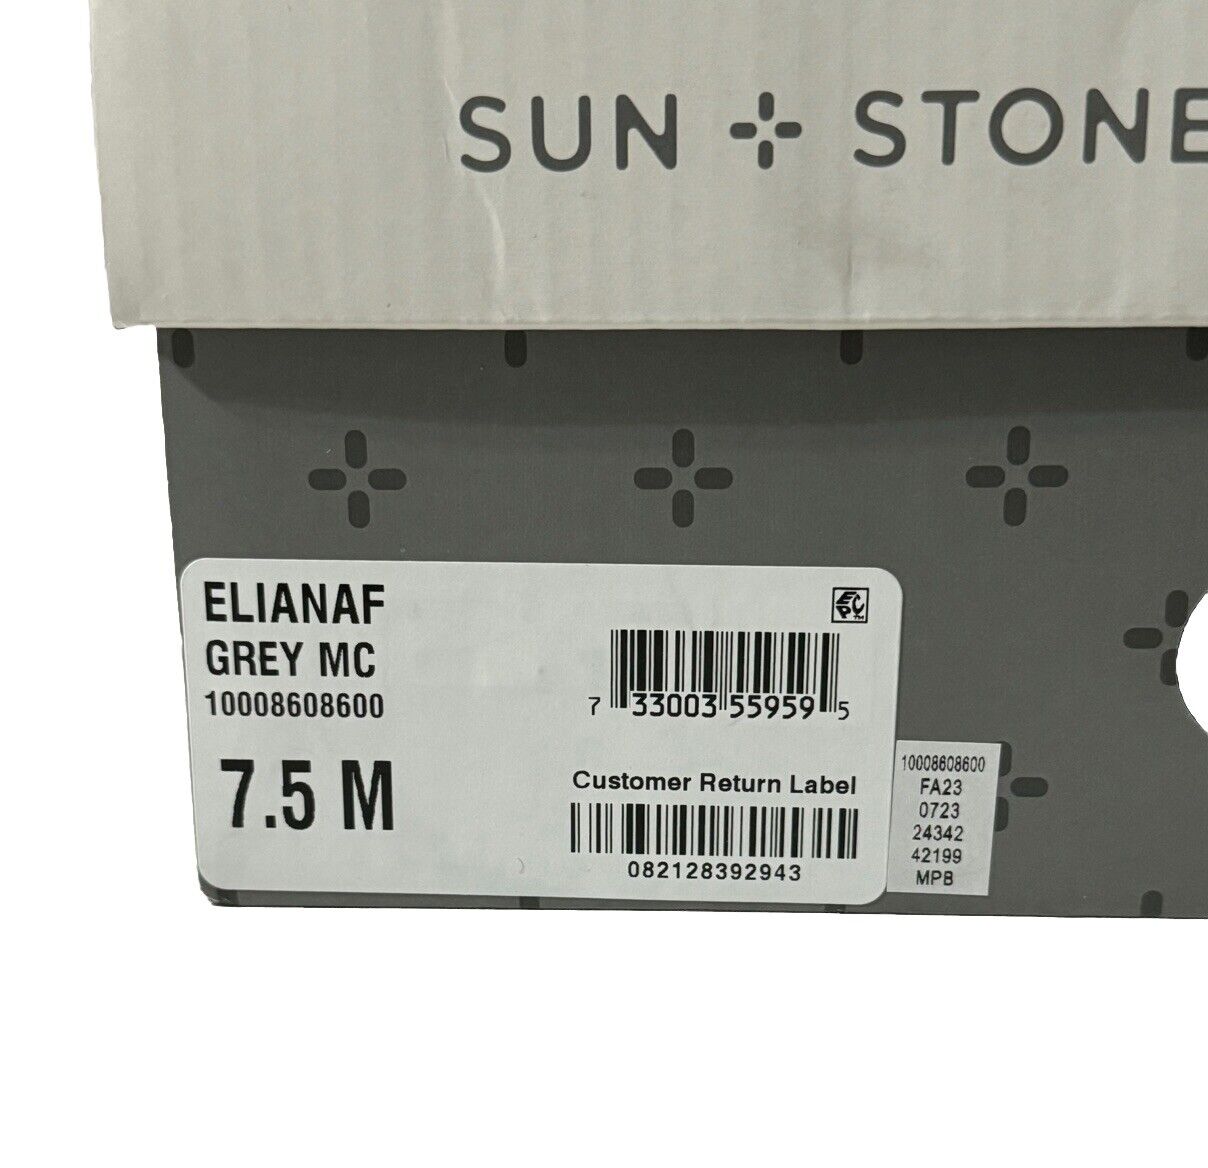 SUN + STONE
ELIANAF
GREY MC
10008608600
7.5 M
EPC™
7 33003 55959 5
Customer Return Label
082128392943
10008608600
FA23
0723
24342
42199
MPB